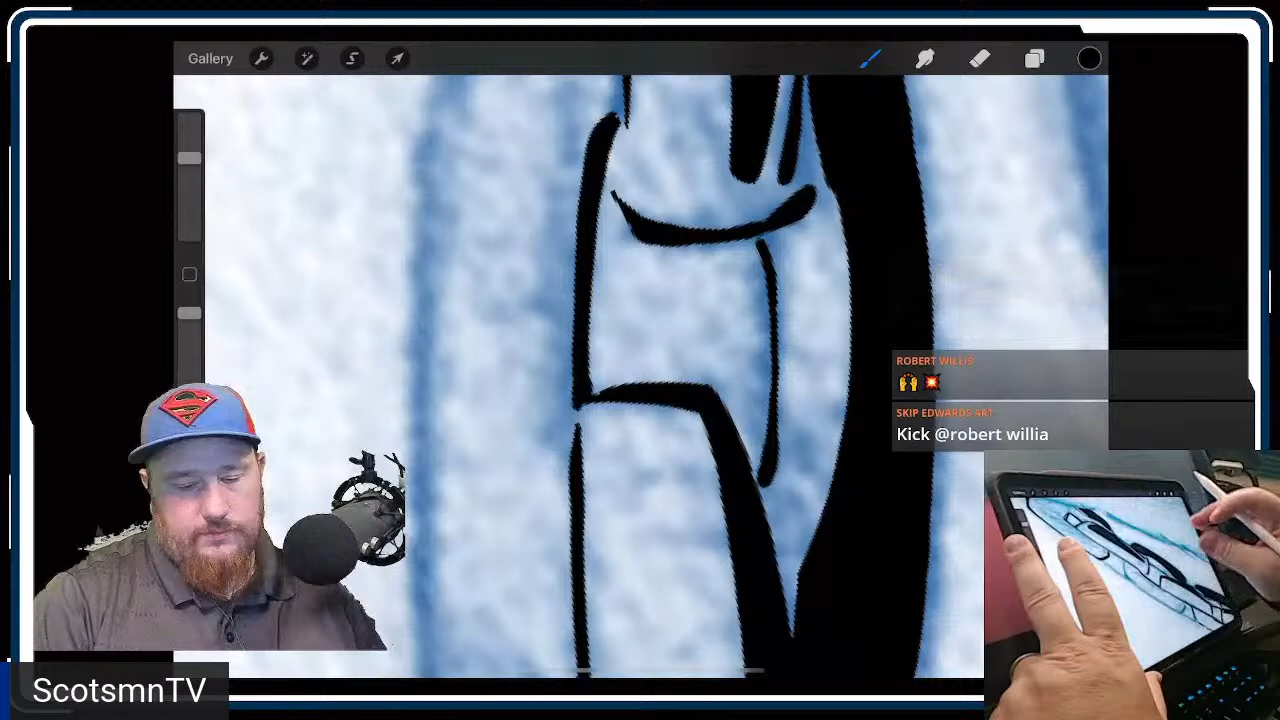 Gallery
ROBERT WILLIS
SKIP EDWARDS ART
Kick @robert willia
ScotsmnTV